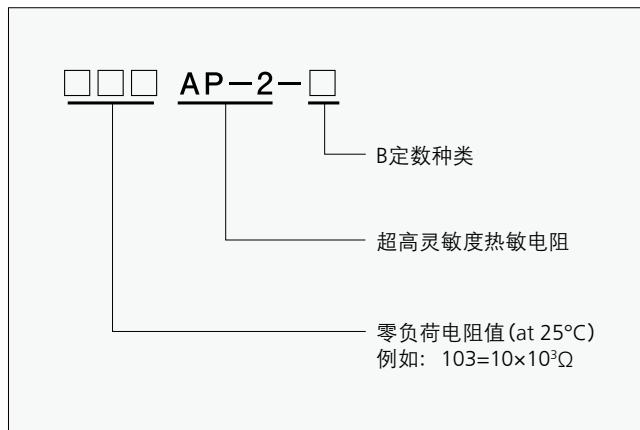 □□□ AP－2－□
B定数种类
超高灵敏度热敏电阻
零负荷电阻值(at 25°C)
例如: 103=10×10³Ω